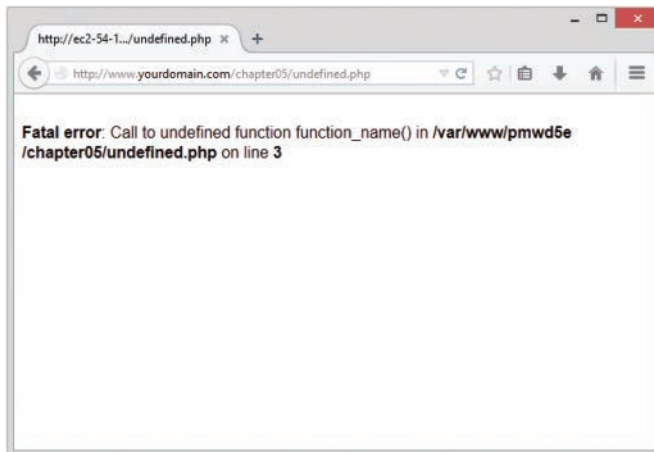 http://ec2-54-1.../undefined.php
http://www.yourdomain.com/chapter05/undefined.php
Fatal error: Call to undefined function function_name() in /var/www/pmwd5e
/chapter05/undefined.php on line 3